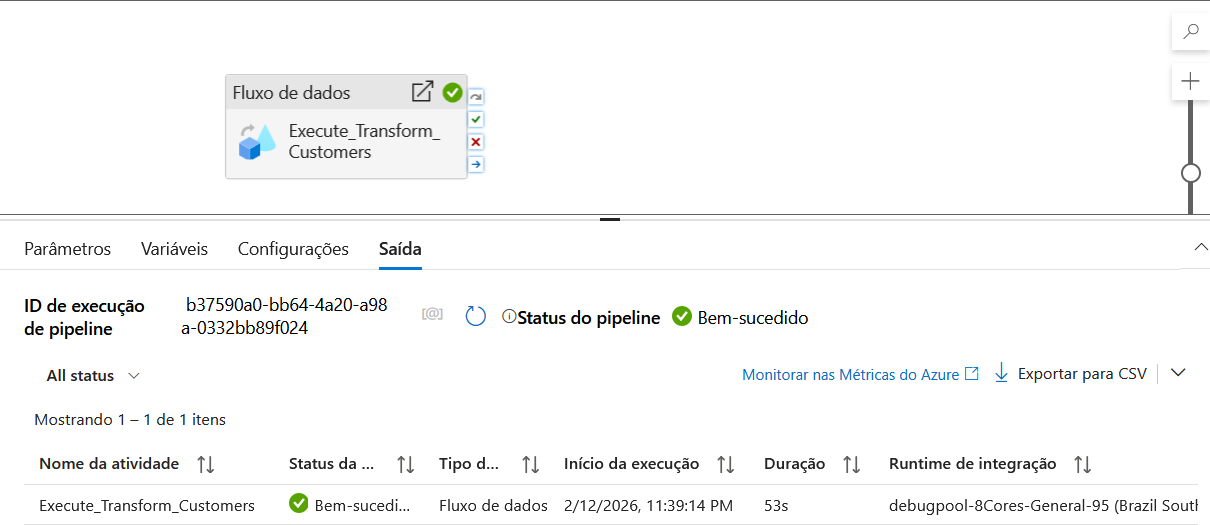 Fluxo de dados
Execute_Transform_
Customers
Parâmetros Variáveis Configurações Saída
ID de execução
de pipeline
b37590a0-bb64-4a20-a98
a-0332bb89f024
[@]
Status do pipeline Bem-sucedido
All status
Monitorar nas Métricas do Azure Exportar para CSV
Mostrando 1 – 1 de 1 itens
Nome da atividade Status da ... Tipo d... Início da execução Duração Runtime de integração
Execute_Transform_Customers Bem-sucedi... Fluxo de dados 2/12/2026, 11:39:14 PM 53s debugpool-8Cores-General-95 (Brazil South